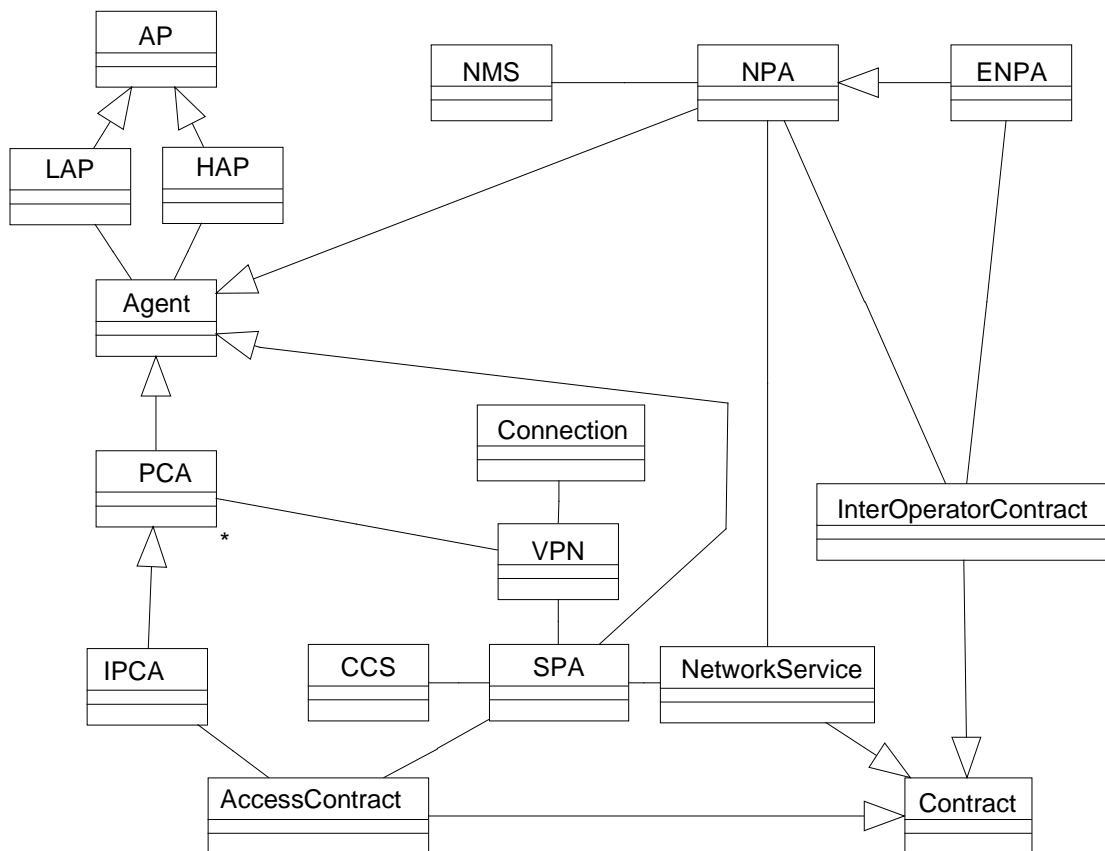 AP
NMS
NPA
ENPA
LAP
HAP
Agent
Connection
PCA
InterOperatorContract
*
VPN
IPCA
CCS
SPA
NetworkService
AccessContract
Contract